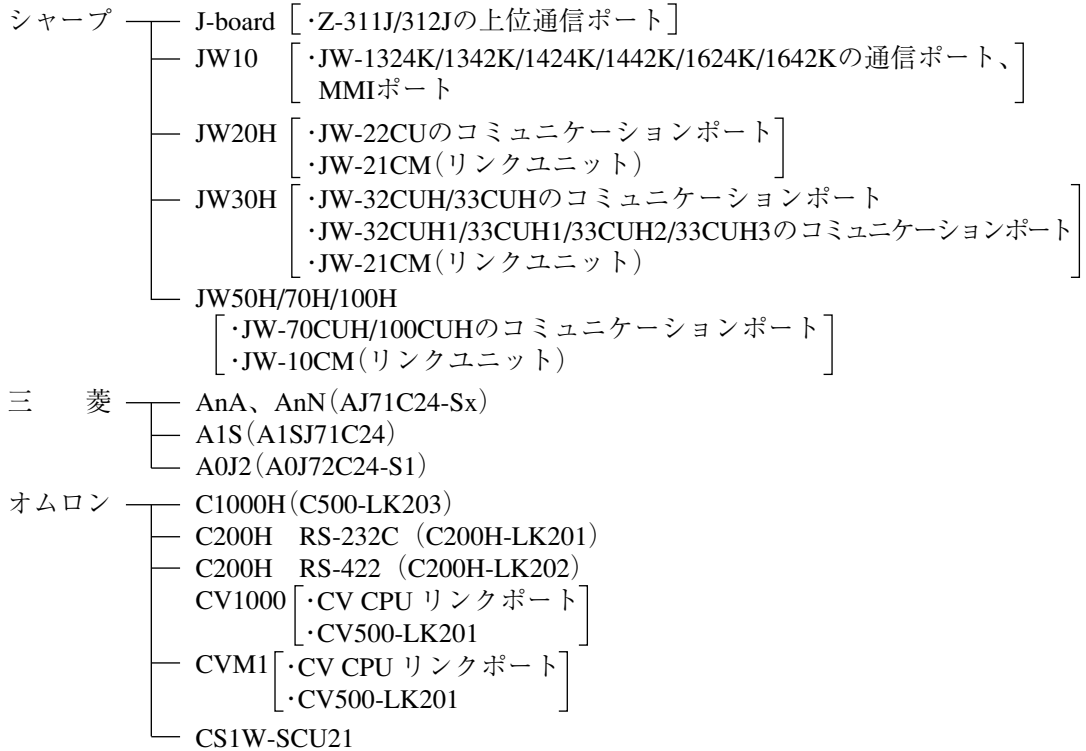 シャープ J-board ・Z-311J/312Jの上位通信ポート
JW10 ・JW-1324K/1342K/1424K/1442K/1624K/1642Kの通信ポート、
MMIポート
JW20H ・JW-22CUのコミュニケーションポート
・JW-21CM(リンクユニット)
JW30H ・JW-32CUH/33CUHのコミュニケーションポート
・JW-32CUH1/33CUH1/33CUH2/33CUH3のコミュニケーションポート
・JW-21CM(リンクユニット)
JW50H/70H/100H
・JW-70CUH/100CUHのコミュニケーションポート
・JW-10CM(リンクユニット)
三 菱 AnA、AnN(AJ71C24-Sx)
A1S(A1SJ71C24)
A0J2(A0J72C24-S1)
オムロン C1000H(C500-LK203)
C200H RS-232C (C200H-LK201)
C200H RS-422 (C200H-LK202)
CV1000 ・CV CPU リンクポート
・CV500-LK201
CVM1 ・CV CPU リンクポート
・CV500-LK201
CS1W-SCU21